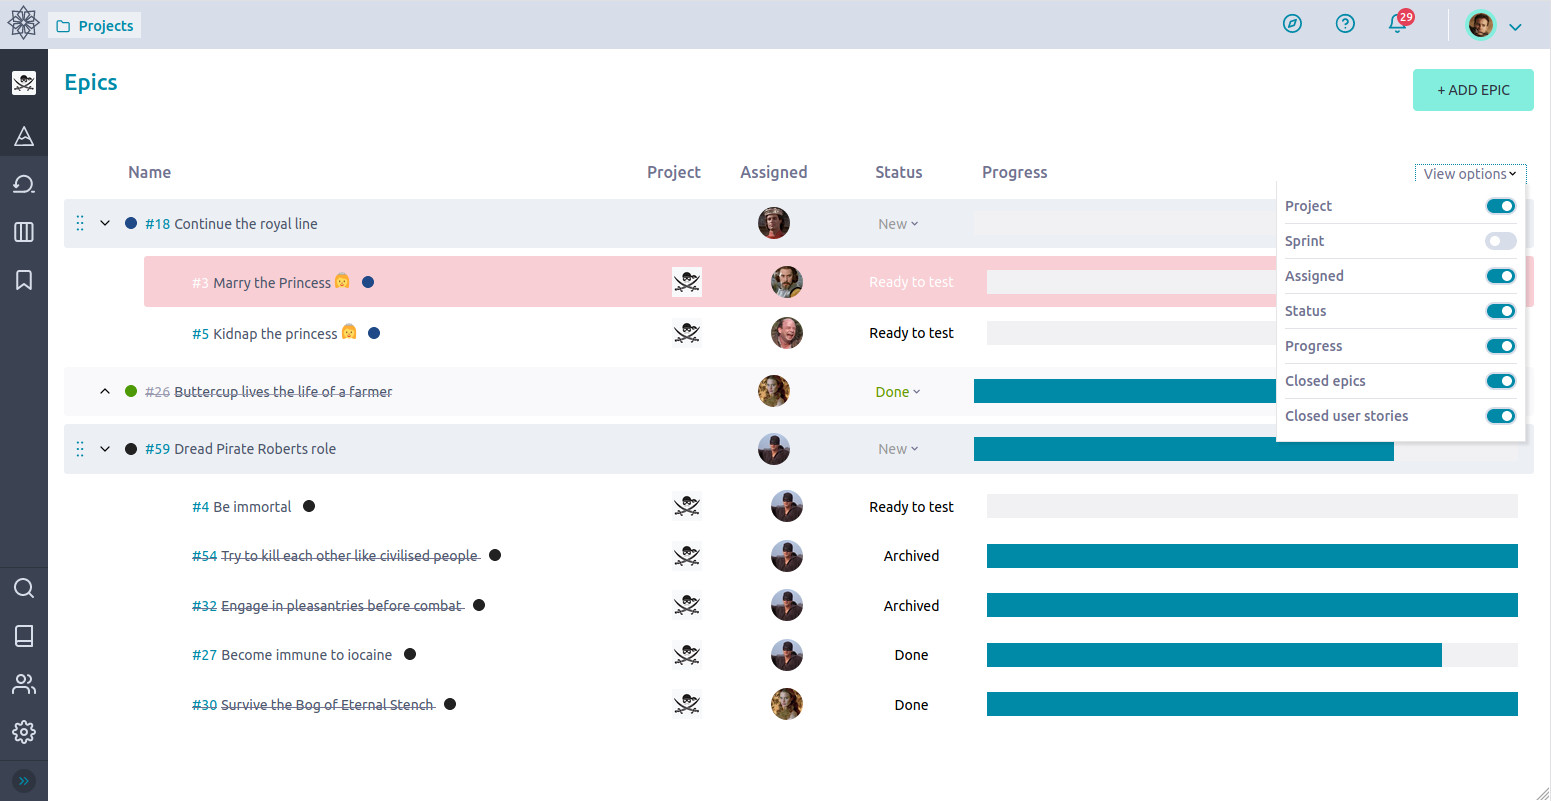 Projects
29
Epics
+ ADD EPIC
Name Project Assigned Status Progress View options
Project
#18 Continue the royal line New
Sprint
Assigned
#3 Marry the Princess Ready to test
Status
#5 Kidnap the princess Ready to test
Progress
Closed epics
#26 Buttercup lives the life of a farmer Done
Closed user stories
#59 Dread Pirate Roberts role New
#4 Be immortal Ready to test
#54 Try to kill each other like civilised people Archived
#32 Engage in pleasantries before combat Archived
#27 Become immune to iocaine Done
#30 Survive the Bog of Eternal Stench Done